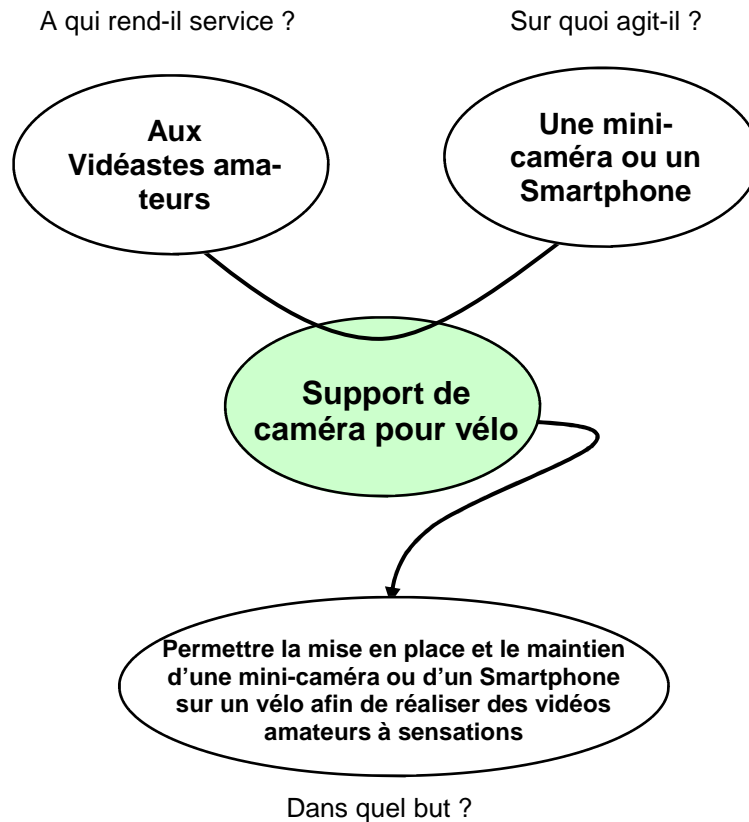 A qui rend-il service ?
Sur quoi agit-il ?
Aux
Vidéastes ama-
teurs
Une mini-
caméra ou un
Smartphone
Support de
caméra pour vélo
Permettre la mise en place et le maintien
d'une mini-caméra ou d'un Smartphone
sur un vélo afin de réaliser des vidéos
amateurs à sensations
Dans quel but ?